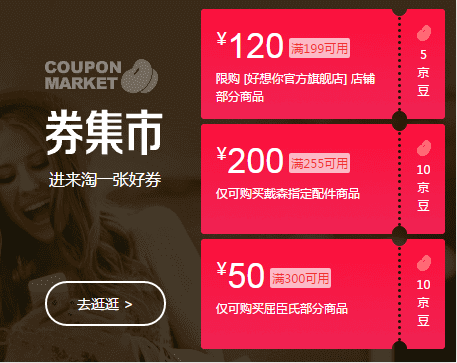 COUPON
MARKET
券集市
进来淘一张好券
去逛逛 >
¥120 满199可用
限购 [好想你官方旗舰店] 店铺
部分商品
5
京
豆
¥200 满255可用
仅可购买戴森指定配件商品
10
京
豆
¥50 满300可用
仅可购买屈臣氏部分商品
10
京
豆